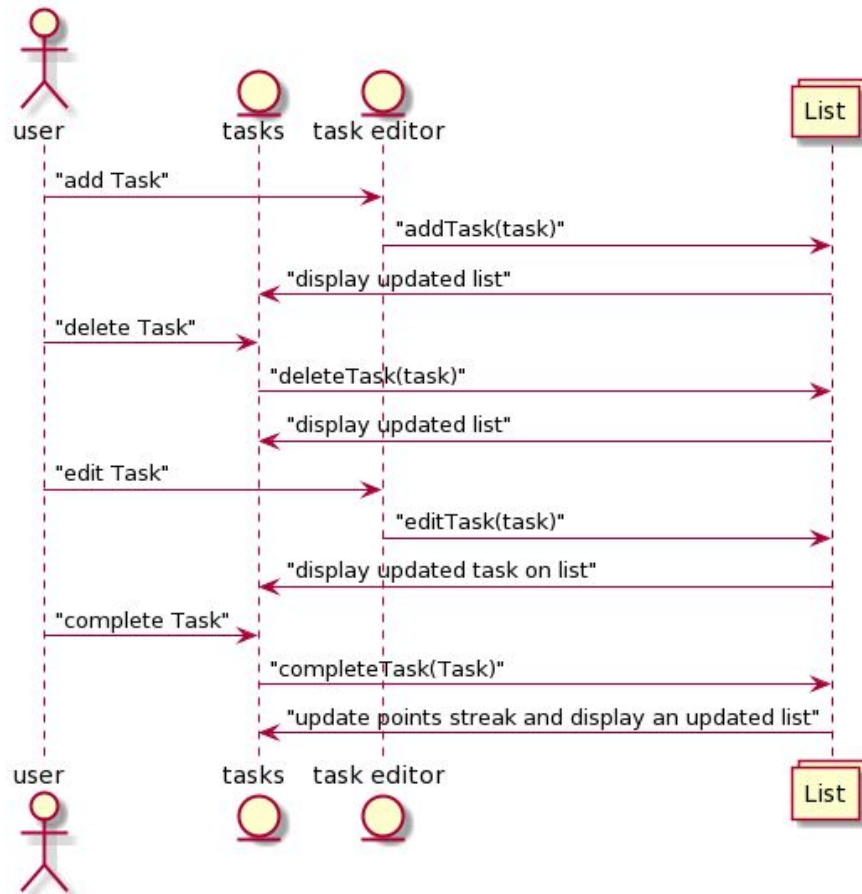 user
tasks
task editor
List
"add Task"
"addTask(task)"
"display updated list"
"delete Task"
"deleteTask(task)"
"display updated list"
"edit Task"
"editTask(task)"
"display updated task on list"
"complete Task"
"completeTask(Task)"
"update points streak and display an updated list"
user
tasks
task editor
List